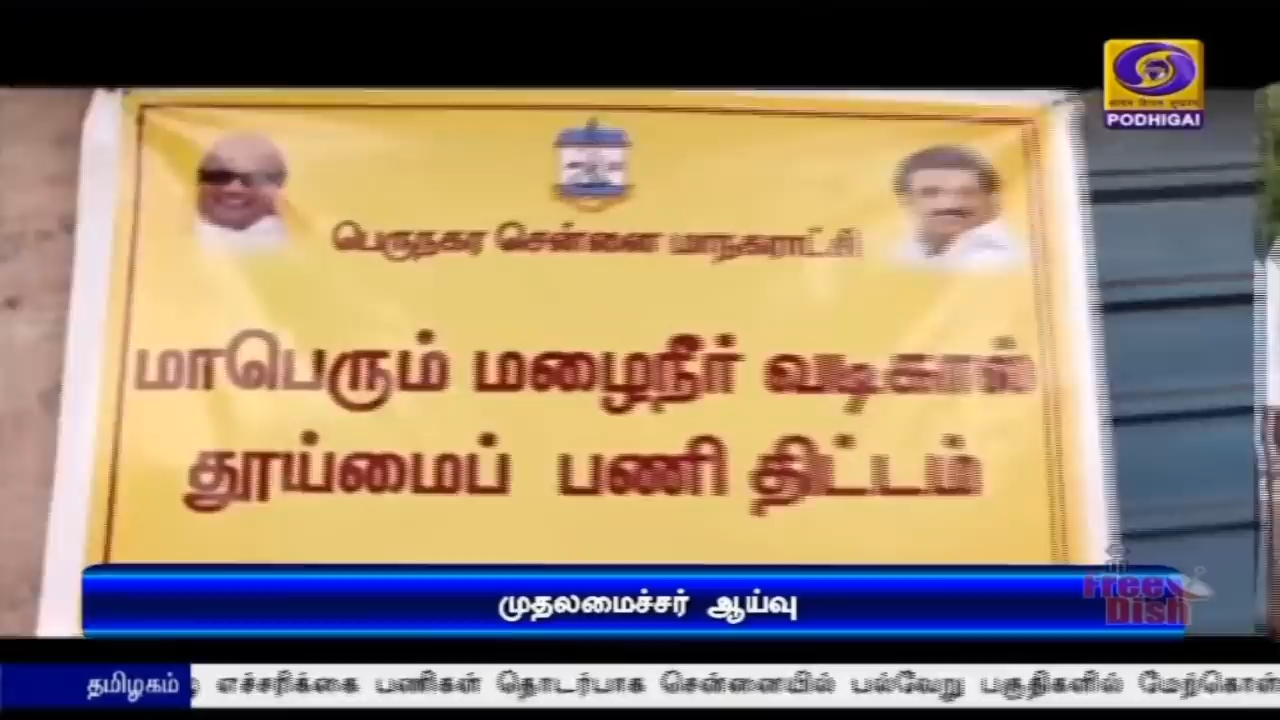 PODHIGAI
பெருநகர சென்னை மாநகராட்சி
மாபெரும் மழைநீர் வடிகால்
தூய்மைப் பணி திட்டம்
முதலமைச்சர் ஆய்வு
Free
Dish
தமிழகம் எச்சரிக்கை பணிகள் தொடர்பாக சென்னையில் பல்வேறு பகுதிகளில் மேற்கொள்